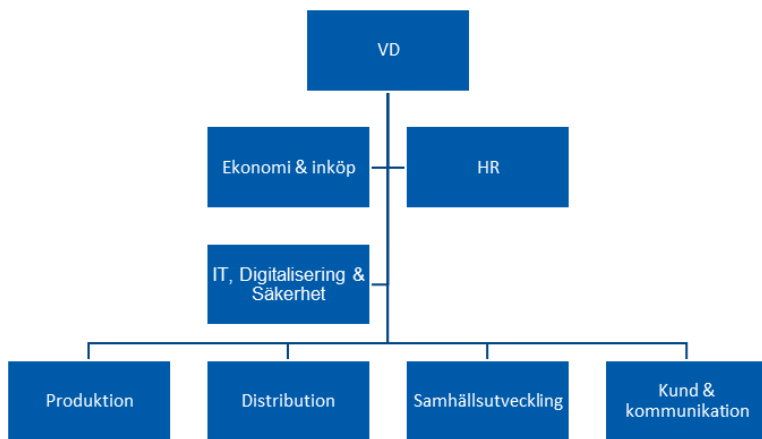 VD
Ekonomi & inköp
HR
IT, Digitalisering &
Säkerhet
Produktion
Distribution
Samhällsutveckling
Kund &
kommunikation